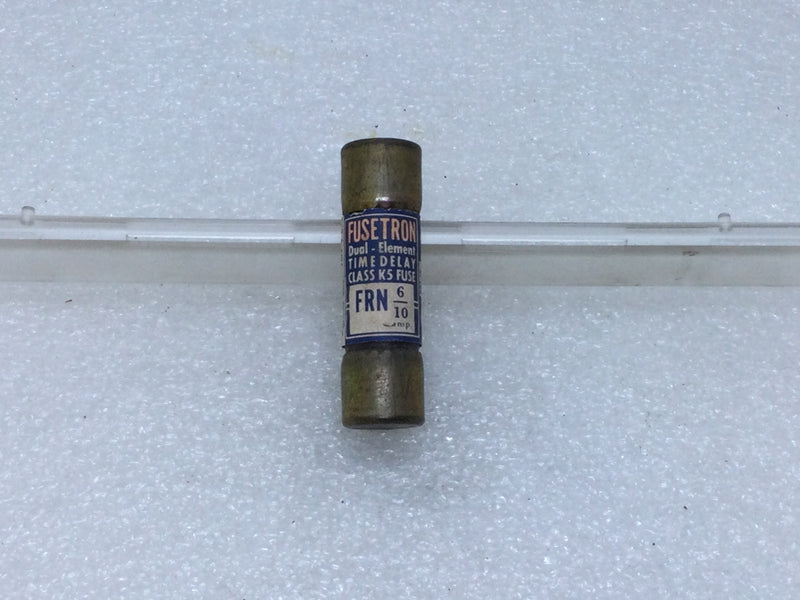 FUSETRON
Dual - Element
TIME DELAY
CLASS K5 FUSE
FRN 6/10